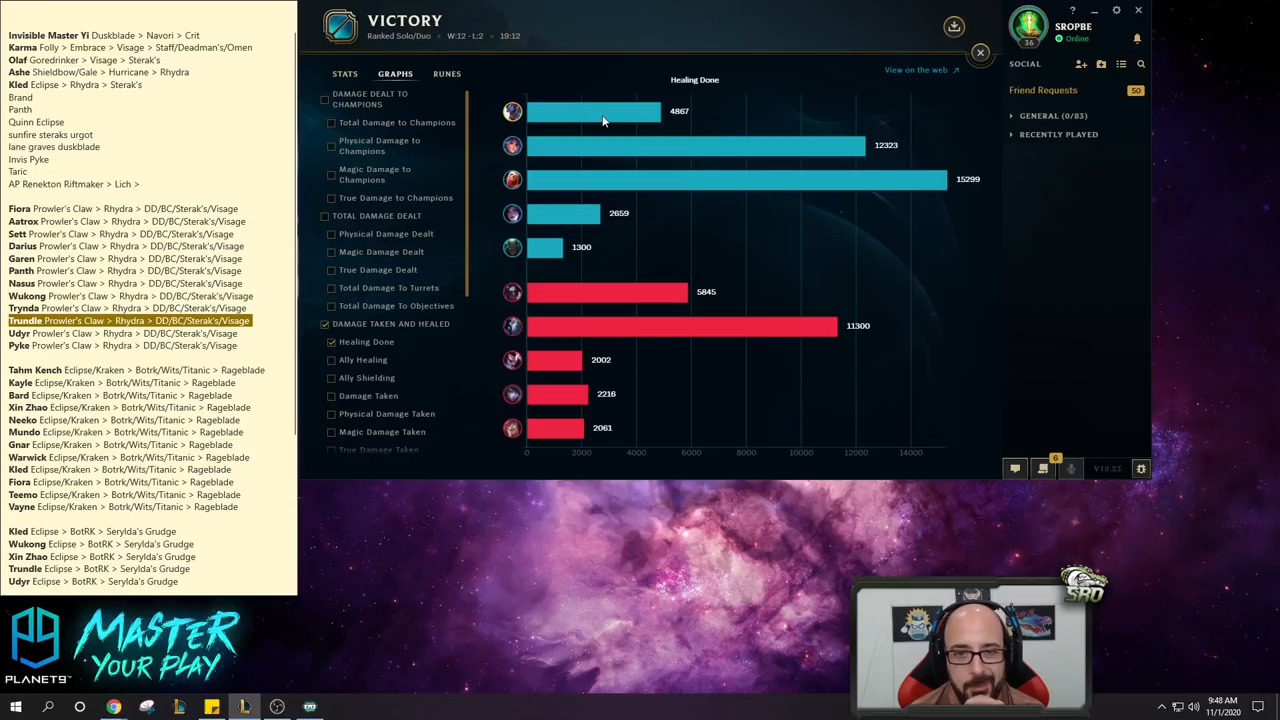 Invisible Master Yi Duskblade > Navori > Crit
Karma Folly > Embrace > Visage > Staff/Deadman's/Omen
Olaf Goredrinker > Visage > Sterak's
Ashe Shieldbow/Gale > Hurricane > Rhydra
Kled Eclipse > Rhydra > Sterak's
Brand
Panth
Quinn Eclipse
sunfire steraks urgot
lane graves duskblade
Invis Pyke
Taric
AP Renekton Riftmaker > Lich >
Fiora Prowler's Claw > Rhydra > DD/BC/Sterak's/Visage
Aatrox Prowler's Claw > Rhydra > DD/BC/Sterak's/Visage
Sett Prowler's Claw > Rhydra > DD/BC/Sterak's/Visage
Darius Prowler's Claw > Rhydra > DD/BC/Sterak's/Visage
Garen Prowler's Claw > Rhydra > DD/BC/Sterak's/Visage
Panth Prowler's Claw > Rhydra > DD/BC/Sterak's/Visage
Nasus Prowler's Claw > Rhydra > DD/BC/Sterak's/Visage
Wukong Prowler's Claw > Rhydra > DD/BC/Sterak's/Visage
Trynda Prowler's Claw > Rhydra > DD/BC/Sterak's/Visage
Trundle Prowler's Claw > Rhydra > DD/BC/Sterak's/Visage
Udyr Prowler's Claw > Rhydra > DD/BC/Sterak's/Visage
Pyke Prowler's Claw > Rhydra > DD/BC/Sterak's/Visage
Tahm Kench Eclipse/Kraken > Botrk/Wits/Titanic > Rageblade
Kayle Eclipse/Kraken > Botrk/Wits/Titanic > Rageblade
Bard Eclipse/Kraken > Botrk/Wits/Titanic > Rageblade
Xin Zhao Eclipse/Kraken > Botrk/Wits/Titanic > Rageblade
Neeko Eclipse/Kraken > Botrk/Wits/Titanic > Rageblade
Mundo Eclipse/Kraken > Botrk/Wits/Titanic > Rageblade
Gnar Eclipse/Kraken > Botrk/Wits/Titanic > Rageblade
Warwick Eclipse/Kraken > Botrk/Wits/Titanic > Rageblade
Kled Eclipse/Kraken > Botrk/Wits/Titanic > Rageblade
Fiora Eclipse/Kraken > Botrk/Wits/Titanic > Rageblade
Teemo Eclipse/Kraken > Botrk/Wits/Titanic > Rageblade
Vayne Eclipse/Kraken > Botrk/Wits/Titanic > Rageblade
Kled Eclipse > BotRK > Serylda's Grudge
Wukong Eclipse > BotRK > Serylda's Grudge
Xin Zhao Eclipse > BotRK > Serylda's Grudge
Trundle Eclipse > BotRK > Serylda's Grudge
Udyr Eclipse > BotRK > Serylda's Grudge
PLANET9
MASTER
YOUR PLAY
VICTORY
Ranked Solo/Duo W:12 - L:2 19:12
View on the web
STATS GRAPHS RUNES
DAMAGE DEALT TO
CHAMPIONS
Total Damage to Champions
Physical Damage to
Champions
Magic Damage to
Champions
True Damage to Champions
TOTAL DAMAGE DEALT
Physical Damage Dealt
Magic Damage Dealt
True Damage Dealt
Total Damage To Turrets
Total Damage To Objectives
DAMAGE TAKEN AND HEALED
Healing Done
Ally Healing
Ally Shielding
Damage Taken
Physical Damage Taken
Magic Damage Taken
True Damage Taken
Healing Done
4867
12323
15299
2659
1300
5845
11300
2002
2216
2061
0 2000 4000 6000 8000 10000 12000 14000
SROPBE
Online
36
SOCIAL
Friend Requests 50
GENERAL (0/83)
RECENTLY PLAYED
6
V10.23
SRO
9:48 AM
11/1/2020